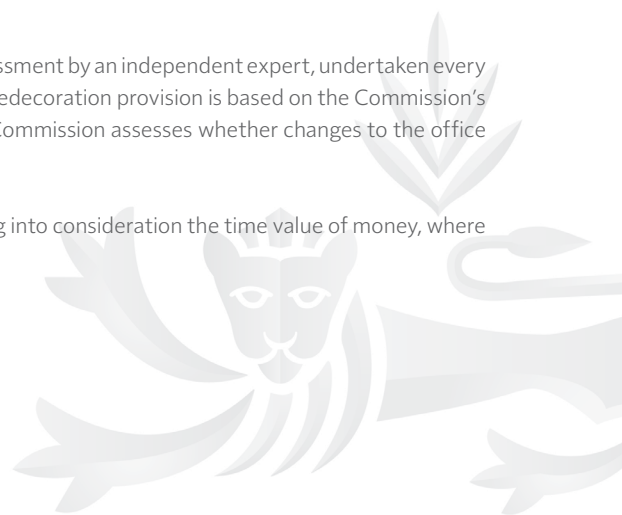 ssment by an independent expert, undertaken every
edecoration provision is based on the Commission's
Commission assesses whether changes to the office
g into consideration the time value of money, where